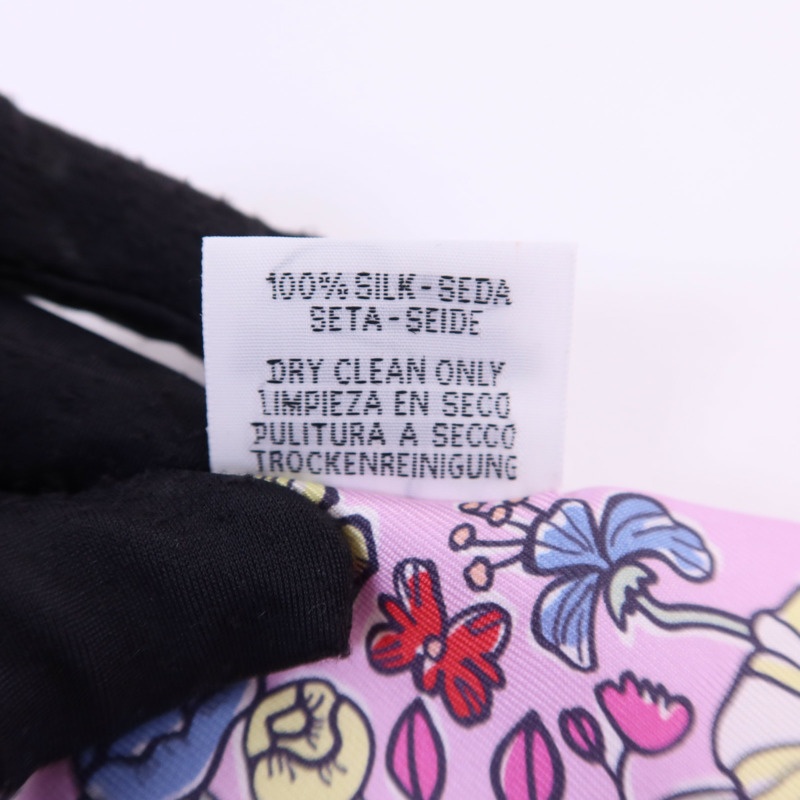 100% SILK - SEDA
SETA - SEIDE
DRY CLEAN ONLY
LIMPIEZA EN SECO
PULITURA A SECCO
TROCKENREINIGUNG